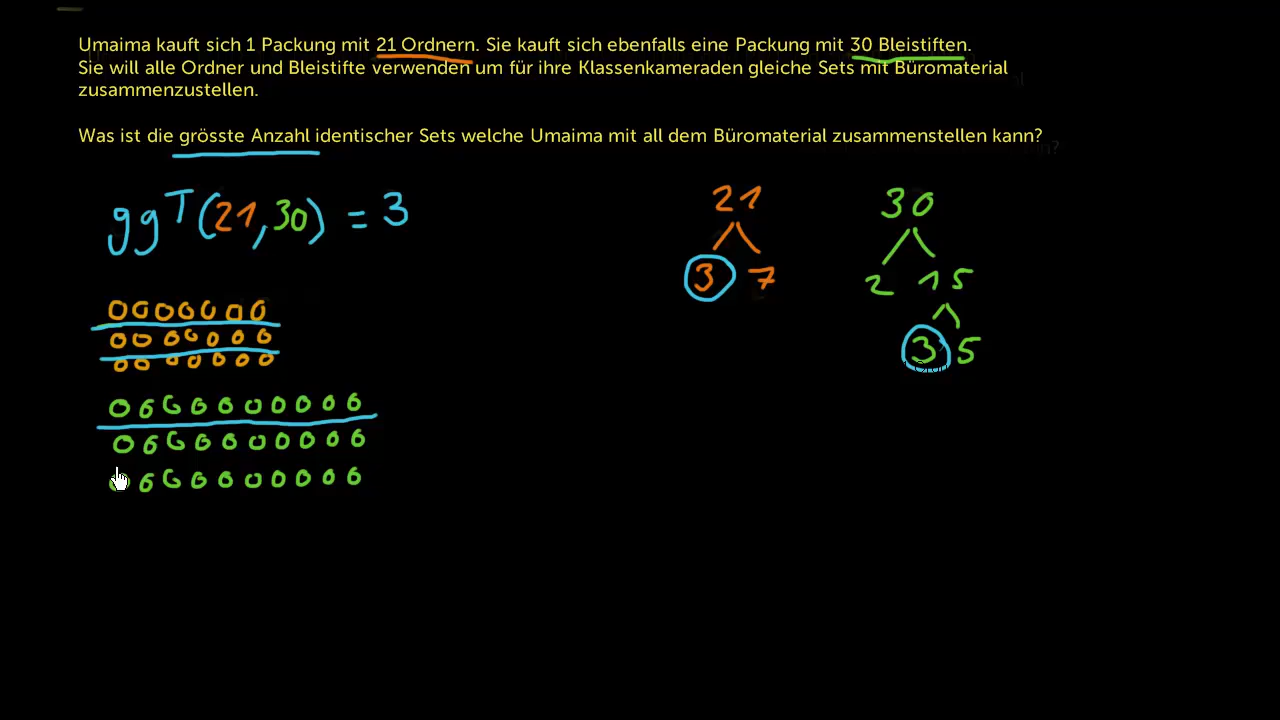 Umaima kauft sich 1 Packung mit 21 Ordnern. Sie kauft sich ebenfalls eine Packung mit 30 Bleistiften.
Sie will alle Ordner und Bleistifte verwenden um für ihre Klassenkameraden gleiche Sets mit Büromaterial
zusammenzustellen.
Was ist die grösste Anzahl identischer Sets welche Umaima mit all dem Büromaterial zusammenstellen kann?
ggT(21,30) = 3
21
3 7
30
2 15
3 5